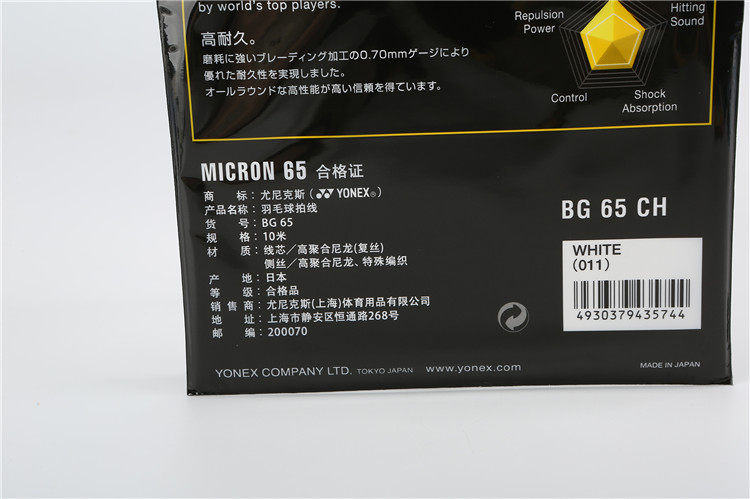 by world's top players.
高耐久。
磨耗に強いブレーディング加工の0.70mmゲージにより
優れた耐久性を実現しました。
オールラウンドな高性能が高い信頼を得ています。
Repulsion
Power
Hitting
Sound
Control
Shock
Absorption
MICRON 65 合格证
商 标: 尤尼克斯 (YONEX®)
产品名称: 羽毛球拍线
货 号: BG 65
规 格: 10米
材 质: 线芯/高聚合尼龙(复丝)
侧丝/高聚合尼龙、特殊编织
产 地: 日本
等 级: 合格品
销 售 商: 尤尼克斯(上海)体育用品有限公司
地 址: 上海市静安区恒通路268号
邮 编: 200070
BG 65 CH
WHITE
(011)
4930379435744
YONEX COMPANY LTD. TOKYO JAPAN www.yonex.com
MADE IN JAPAN